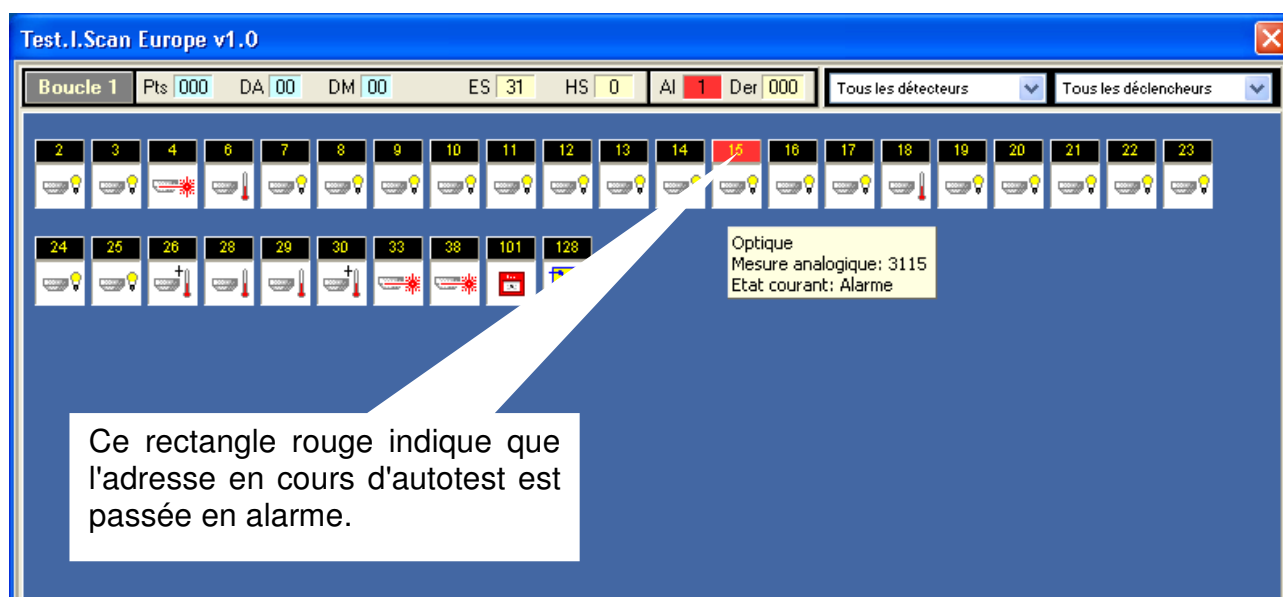 Test.I.Scan Europe v1.0
Boucle 1 Pts 000 DA 00 DM 00 ES 31 HS 0 Al 1 Der 000 Tous les détecteurs Tous les déclencheurs
2 3 4 6 7 8 9 10 11 12 13 14 15 16 17 18 19 20 21 22 23
24 25 26 28 29 30 33 38 101 128
Optique
Mesure analogique: 3115
Etat courant: Alarme
Ce rectangle rouge indique que
l'adresse en cours d'autotest est
passée en alarme.